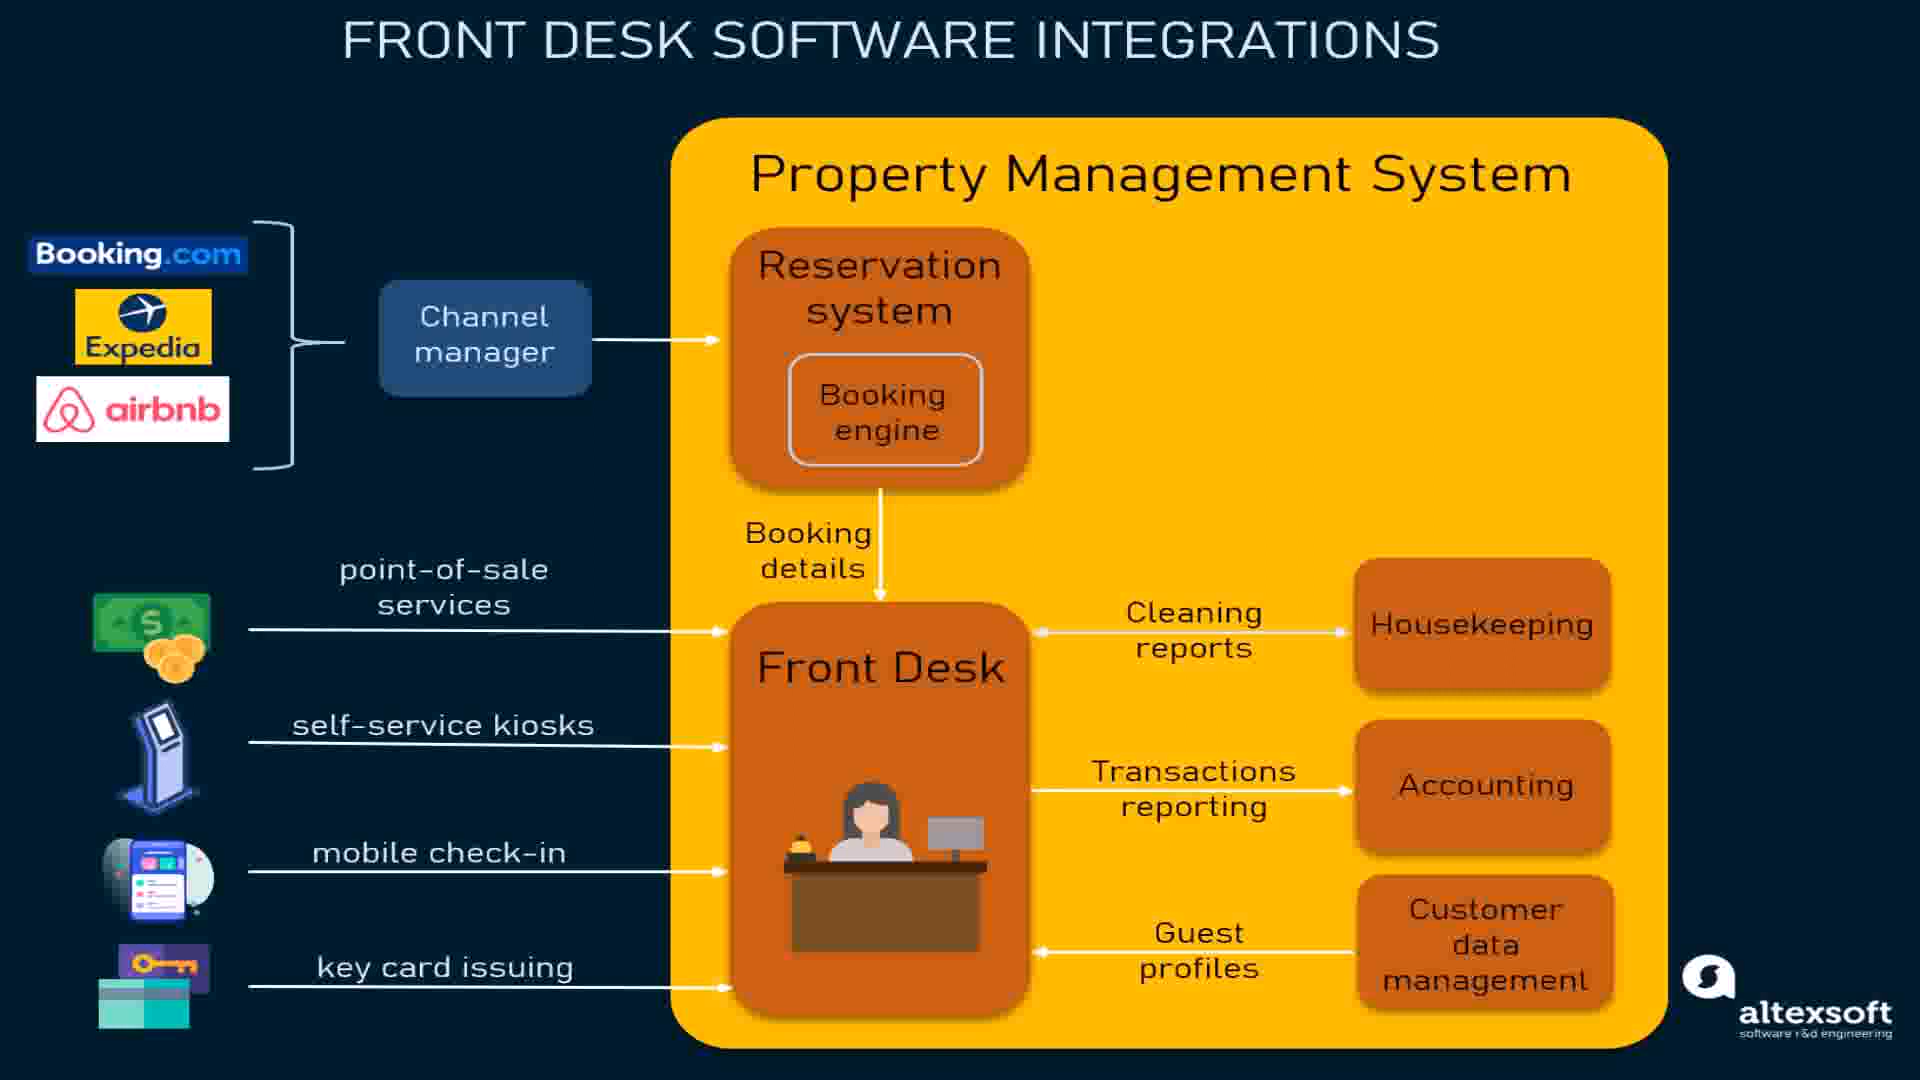 FRONT DESK SOFTWARE INTEGRATIONS
Property Management System
Booking.com
Expedia
airbnb
Channel
manager
Reservation
system
Booking
engine
Booking
details
point-of-sale
services
self-service kiosks
mobile check-in
key card issuing
Front Desk
Cleaning
reports
Housekeeping
Transactions
reporting
Accounting
Guest
profiles
Customer
data
management
$
altexsoft
software r&d engineering